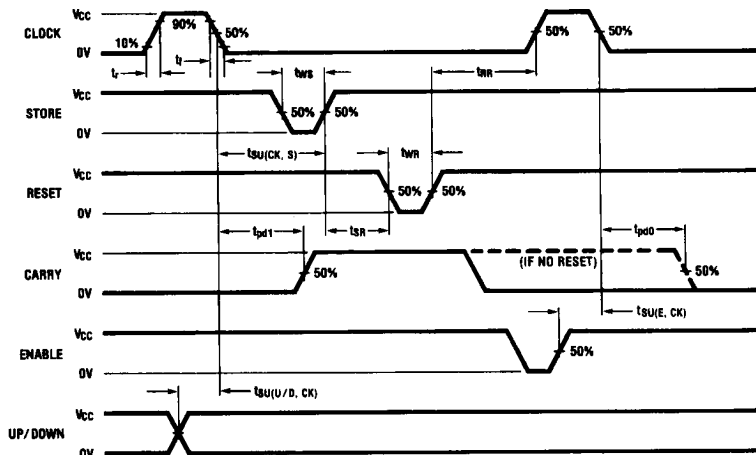 VCC
CLOCK
0V
10%
90%
50%
50%
50%
tr
tf
tWS
tRR
VCC
STORE
0V
50%
50%
tSU(CK, S)
tWR
VCC
RESET
0V
50%
50%
tpd1
tSR
tpd0
VCC
CARRY
0V
50%
(IF NO RESET)
50%
tSU(E, CK)
VCC
ENABLE
0V
50%
tSU(U/D, CK)
VCC
UP/DOWN
0V